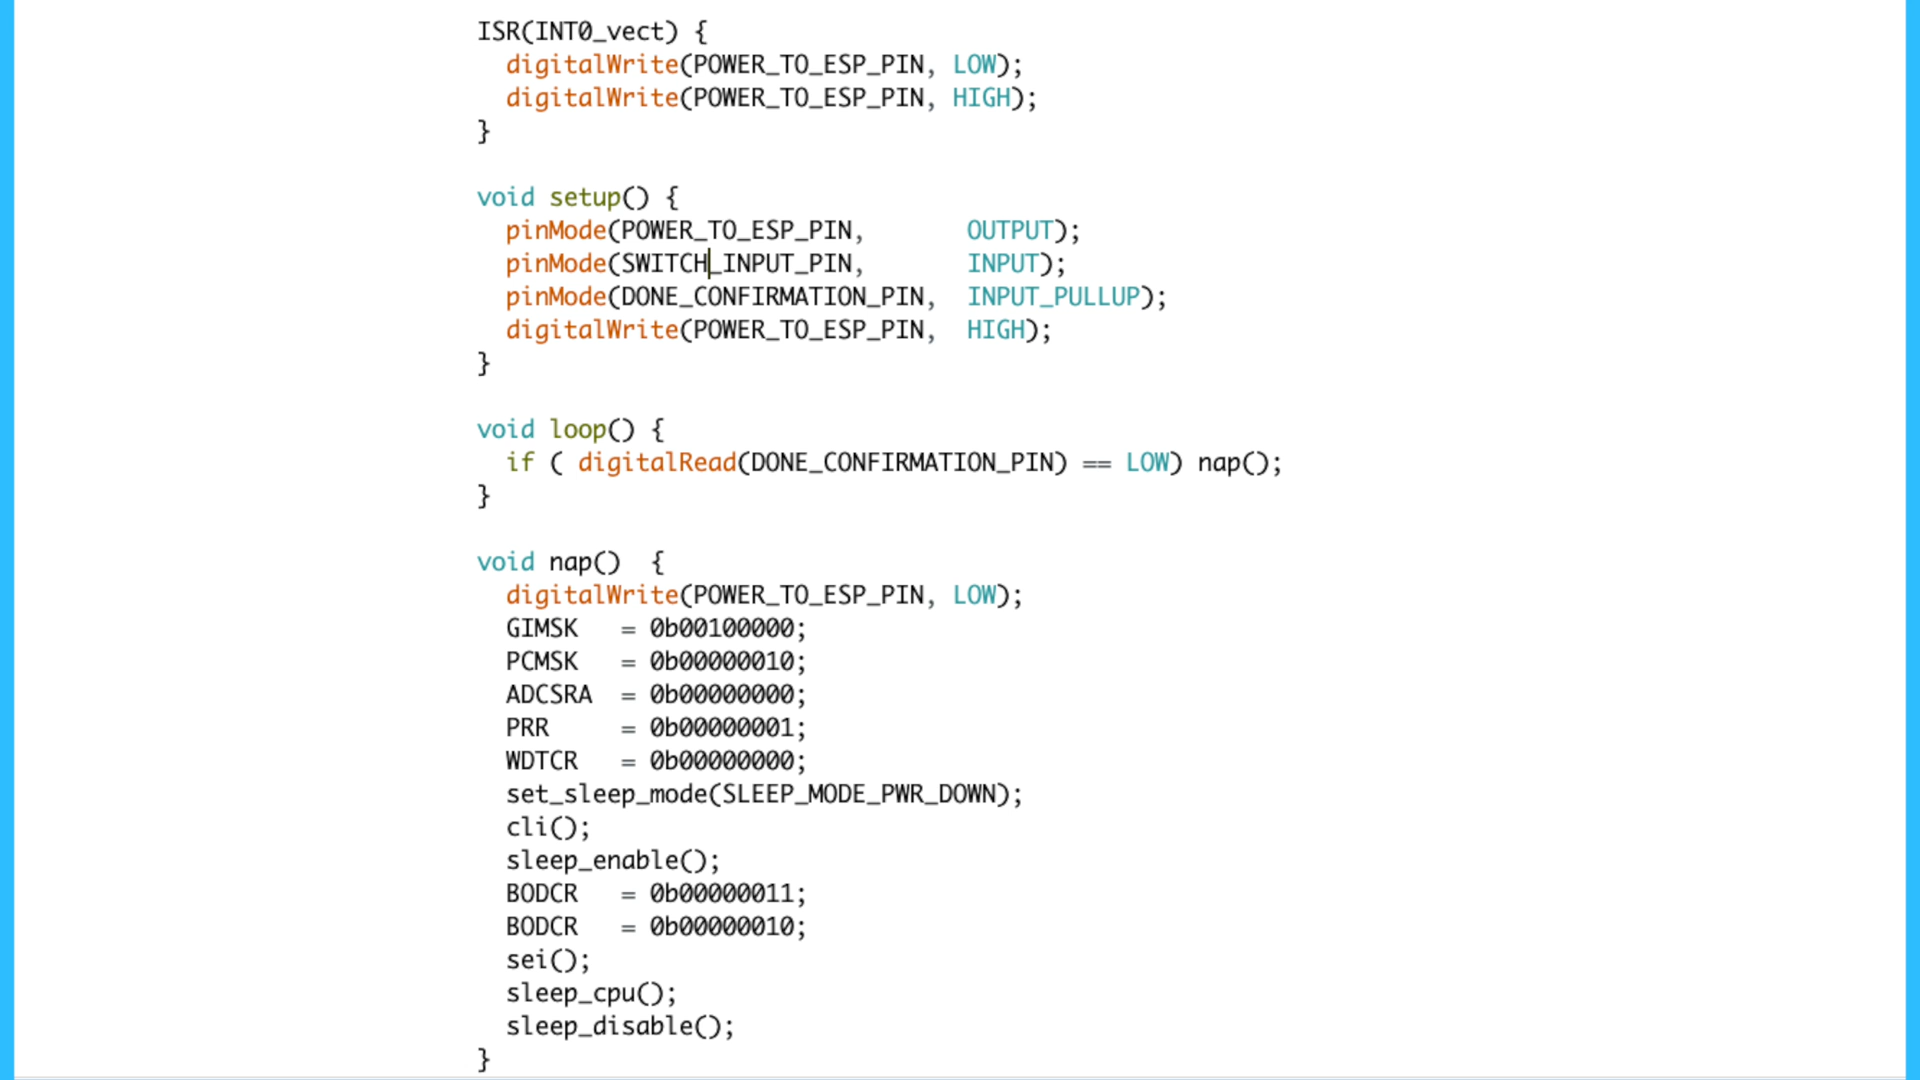 ISR(INT0_vect) {
  digitalWrite(POWER_TO_ESP_PIN, LOW);
  digitalWrite(POWER_TO_ESP_PIN, HIGH);
}

void setup() {
  pinMode(POWER_TO_ESP_PIN,       OUTPUT);
  pinMode(SWITCH_INPUT_PIN,       INPUT);
  pinMode(DONE_CONFIRMATION_PIN,  INPUT_PULLUP);
  digitalWrite(POWER_TO_ESP_PIN,  HIGH);
}

void loop() {
  if ( digitalRead(DONE_CONFIRMATION_PIN) == LOW) nap();
}

void nap()  {
  digitalWrite(POWER_TO_ESP_PIN, LOW);
  GIMSK   = 0b00100000;
  PCMSK   = 0b00000010;
  ADCSRA  = 0b00000000;
  PRR     = 0b00000001;
  WDTCR   = 0b00000000;
  set_sleep_mode(SLEEP_MODE_PWR_DOWN);
  cli();
  sleep_enable();
  BODCR   = 0b00000011;
  BODCR   = 0b00000010;
  sei();
  sleep_cpu();
  sleep_disable();
}